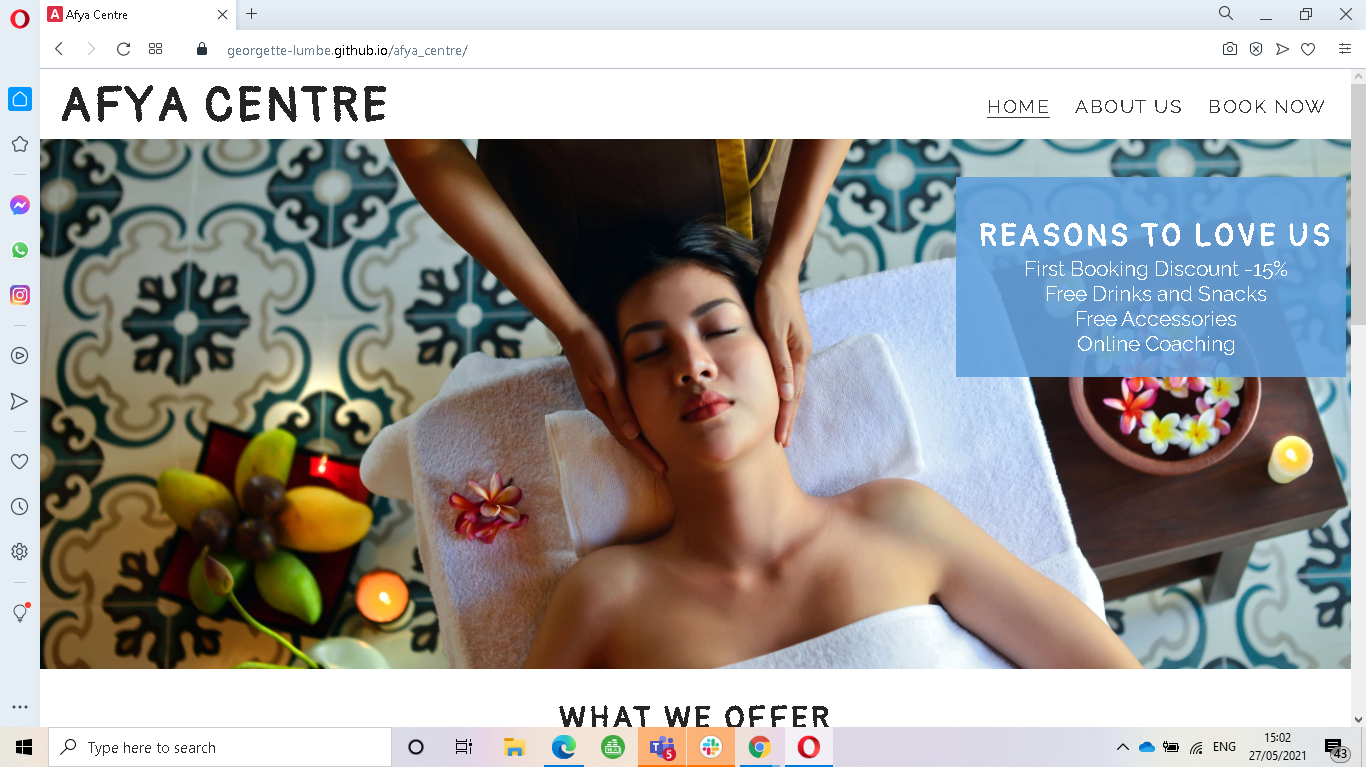 Afya Centre
georgette-lumbe.github.io/afya_centre/
AFYA CENTRE
HOME ABOUT US BOOK NOW
REASONS TO LOVE US
First Booking Discount -15%
Free Drinks and Snacks
Free Accessories
Online Coaching
WHAT WE OFFER
Type here to search
5
ENG
15:02
27/05/2021
43